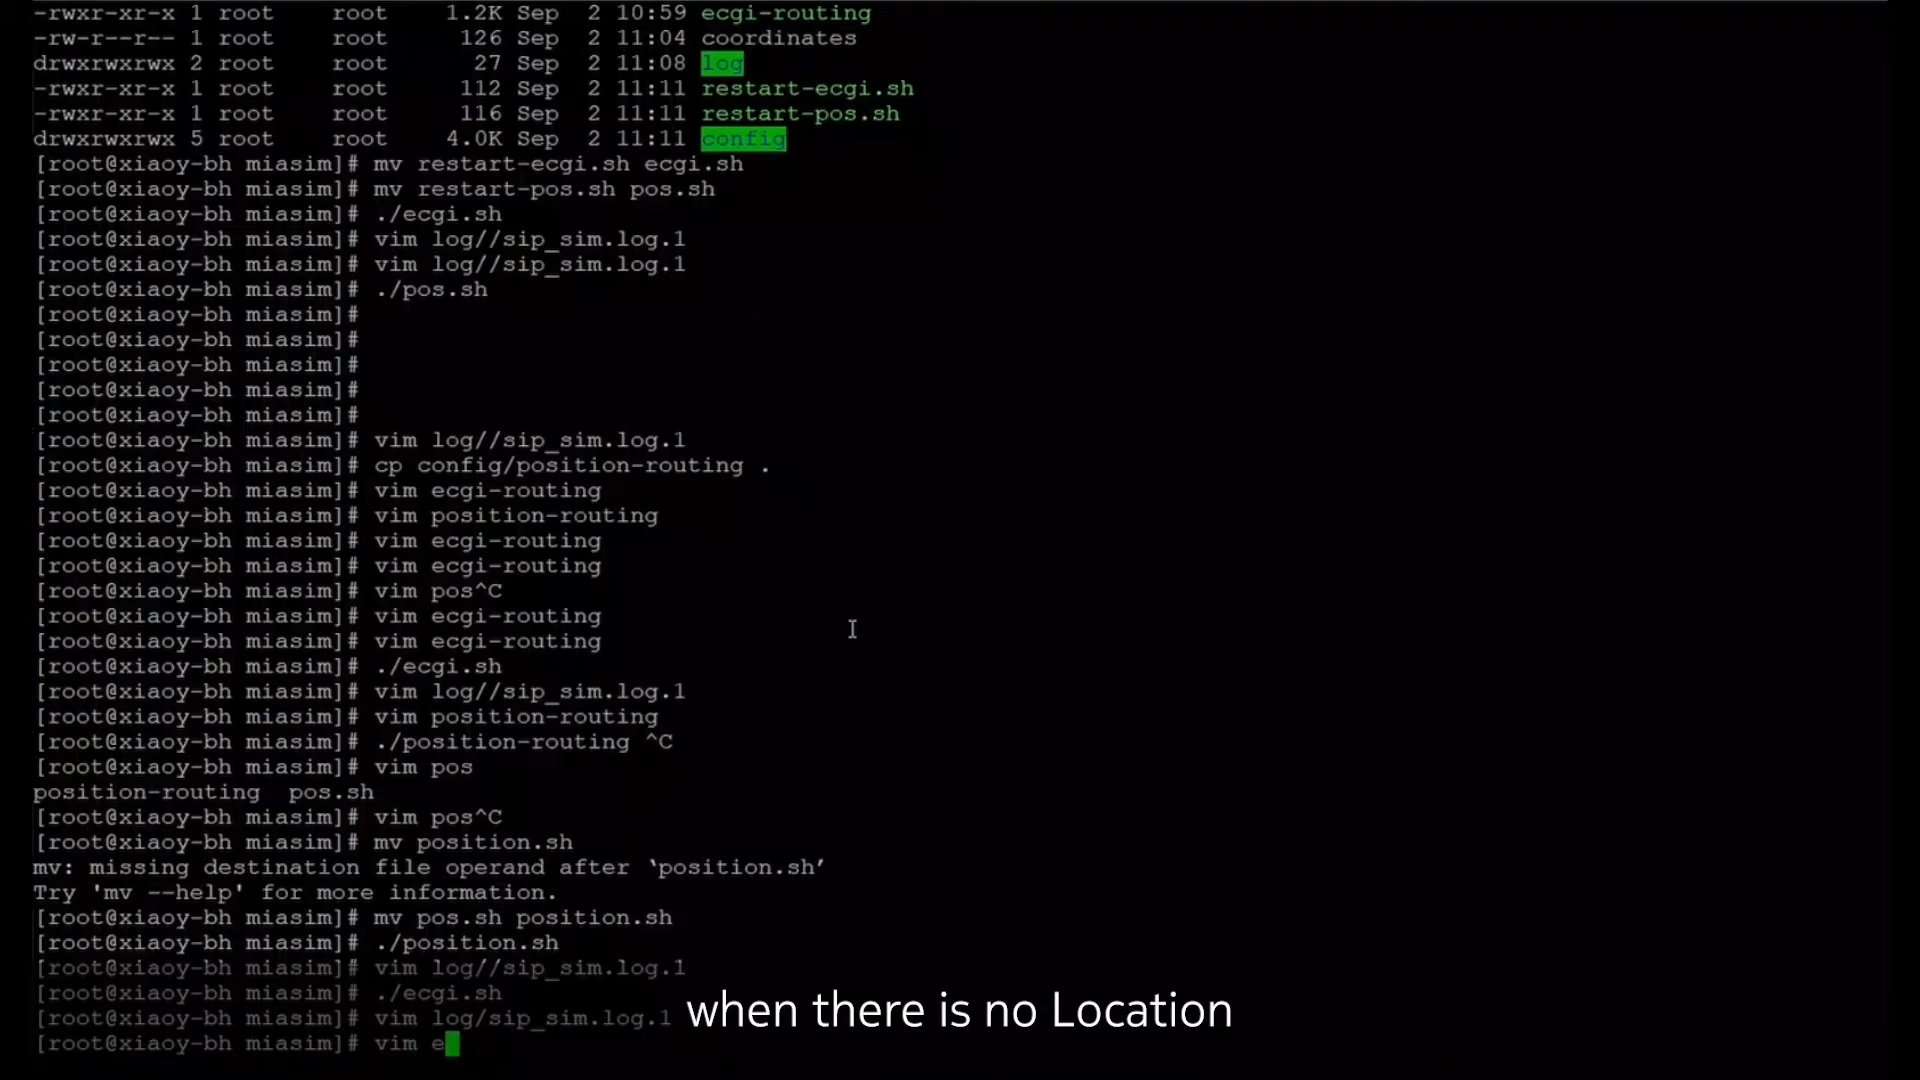 -rwxr-xr-x 1 root    root    1.2K Sep  2 10:59 ecgi-routing
-rw-r--r-- 1 root    root     126 Sep  2 11:04 coordinates
drwxrwxrwx 2 root    root      27 Sep  2 11:08 log
-rwxr-xr-x 1 root    root     112 Sep  2 11:11 restart-ecgi.sh
-rwxr-xr-x 1 root    root     116 Sep  2 11:11 restart-pos.sh
drwxrwxrwx 5 root    root    4.0K Sep  2 11:11 config
[root@xiaoy-bh miasim]# mv restart-ecgi.sh ecgi.sh
[root@xiaoy-bh miasim]# mv restart-pos.sh pos.sh
[root@xiaoy-bh miasim]# ./ecgi.sh
[root@xiaoy-bh miasim]# vim log//sip_sim.log.1
[root@xiaoy-bh miasim]# vim log//sip_sim.log.1
[root@xiaoy-bh miasim]# ./pos.sh
[root@xiaoy-bh miasim]#
[root@xiaoy-bh miasim]#
[root@xiaoy-bh miasim]#
[root@xiaoy-bh miasim]#
[root@xiaoy-bh miasim]#
[root@xiaoy-bh miasim]# vim log//sip_sim.log.1
[root@xiaoy-bh miasim]# cp config/position-routing .
[root@xiaoy-bh miasim]# vim ecgi-routing
[root@xiaoy-bh miasim]# vim position-routing
[root@xiaoy-bh miasim]# vim ecgi-routing
[root@xiaoy-bh miasim]# vim ecgi-routing
[root@xiaoy-bh miasim]# vim pos^C
[root@xiaoy-bh miasim]# vim ecgi-routing
[root@xiaoy-bh miasim]# vim ecgi-routing
[root@xiaoy-bh miasim]# ./ecgi.sh
[root@xiaoy-bh miasim]# vim log//sip_sim.log.1
[root@xiaoy-bh miasim]# vim position-routing
[root@xiaoy-bh miasim]# ./position-routing ^C
[root@xiaoy-bh miasim]# vim pos
position-routing  pos.sh
[root@xiaoy-bh miasim]# vim pos^C
[root@xiaoy-bh miasim]# mv position.sh
mv: missing destination file operand after ‘position.sh’
Try 'mv --help' for more information.
[root@xiaoy-bh miasim]# mv pos.sh position.sh
[root@xiaoy-bh miasim]# ./position.sh
[root@xiaoy-bh miasim]# vim log//sip_sim.log.1
[root@xiaoy-bh miasim]# ./ecgi.sh
[root@xiaoy-bh miasim]# vim log/sip_sim.log.1
[root@xiaoy-bh miasim]# vim e
when there is no Location